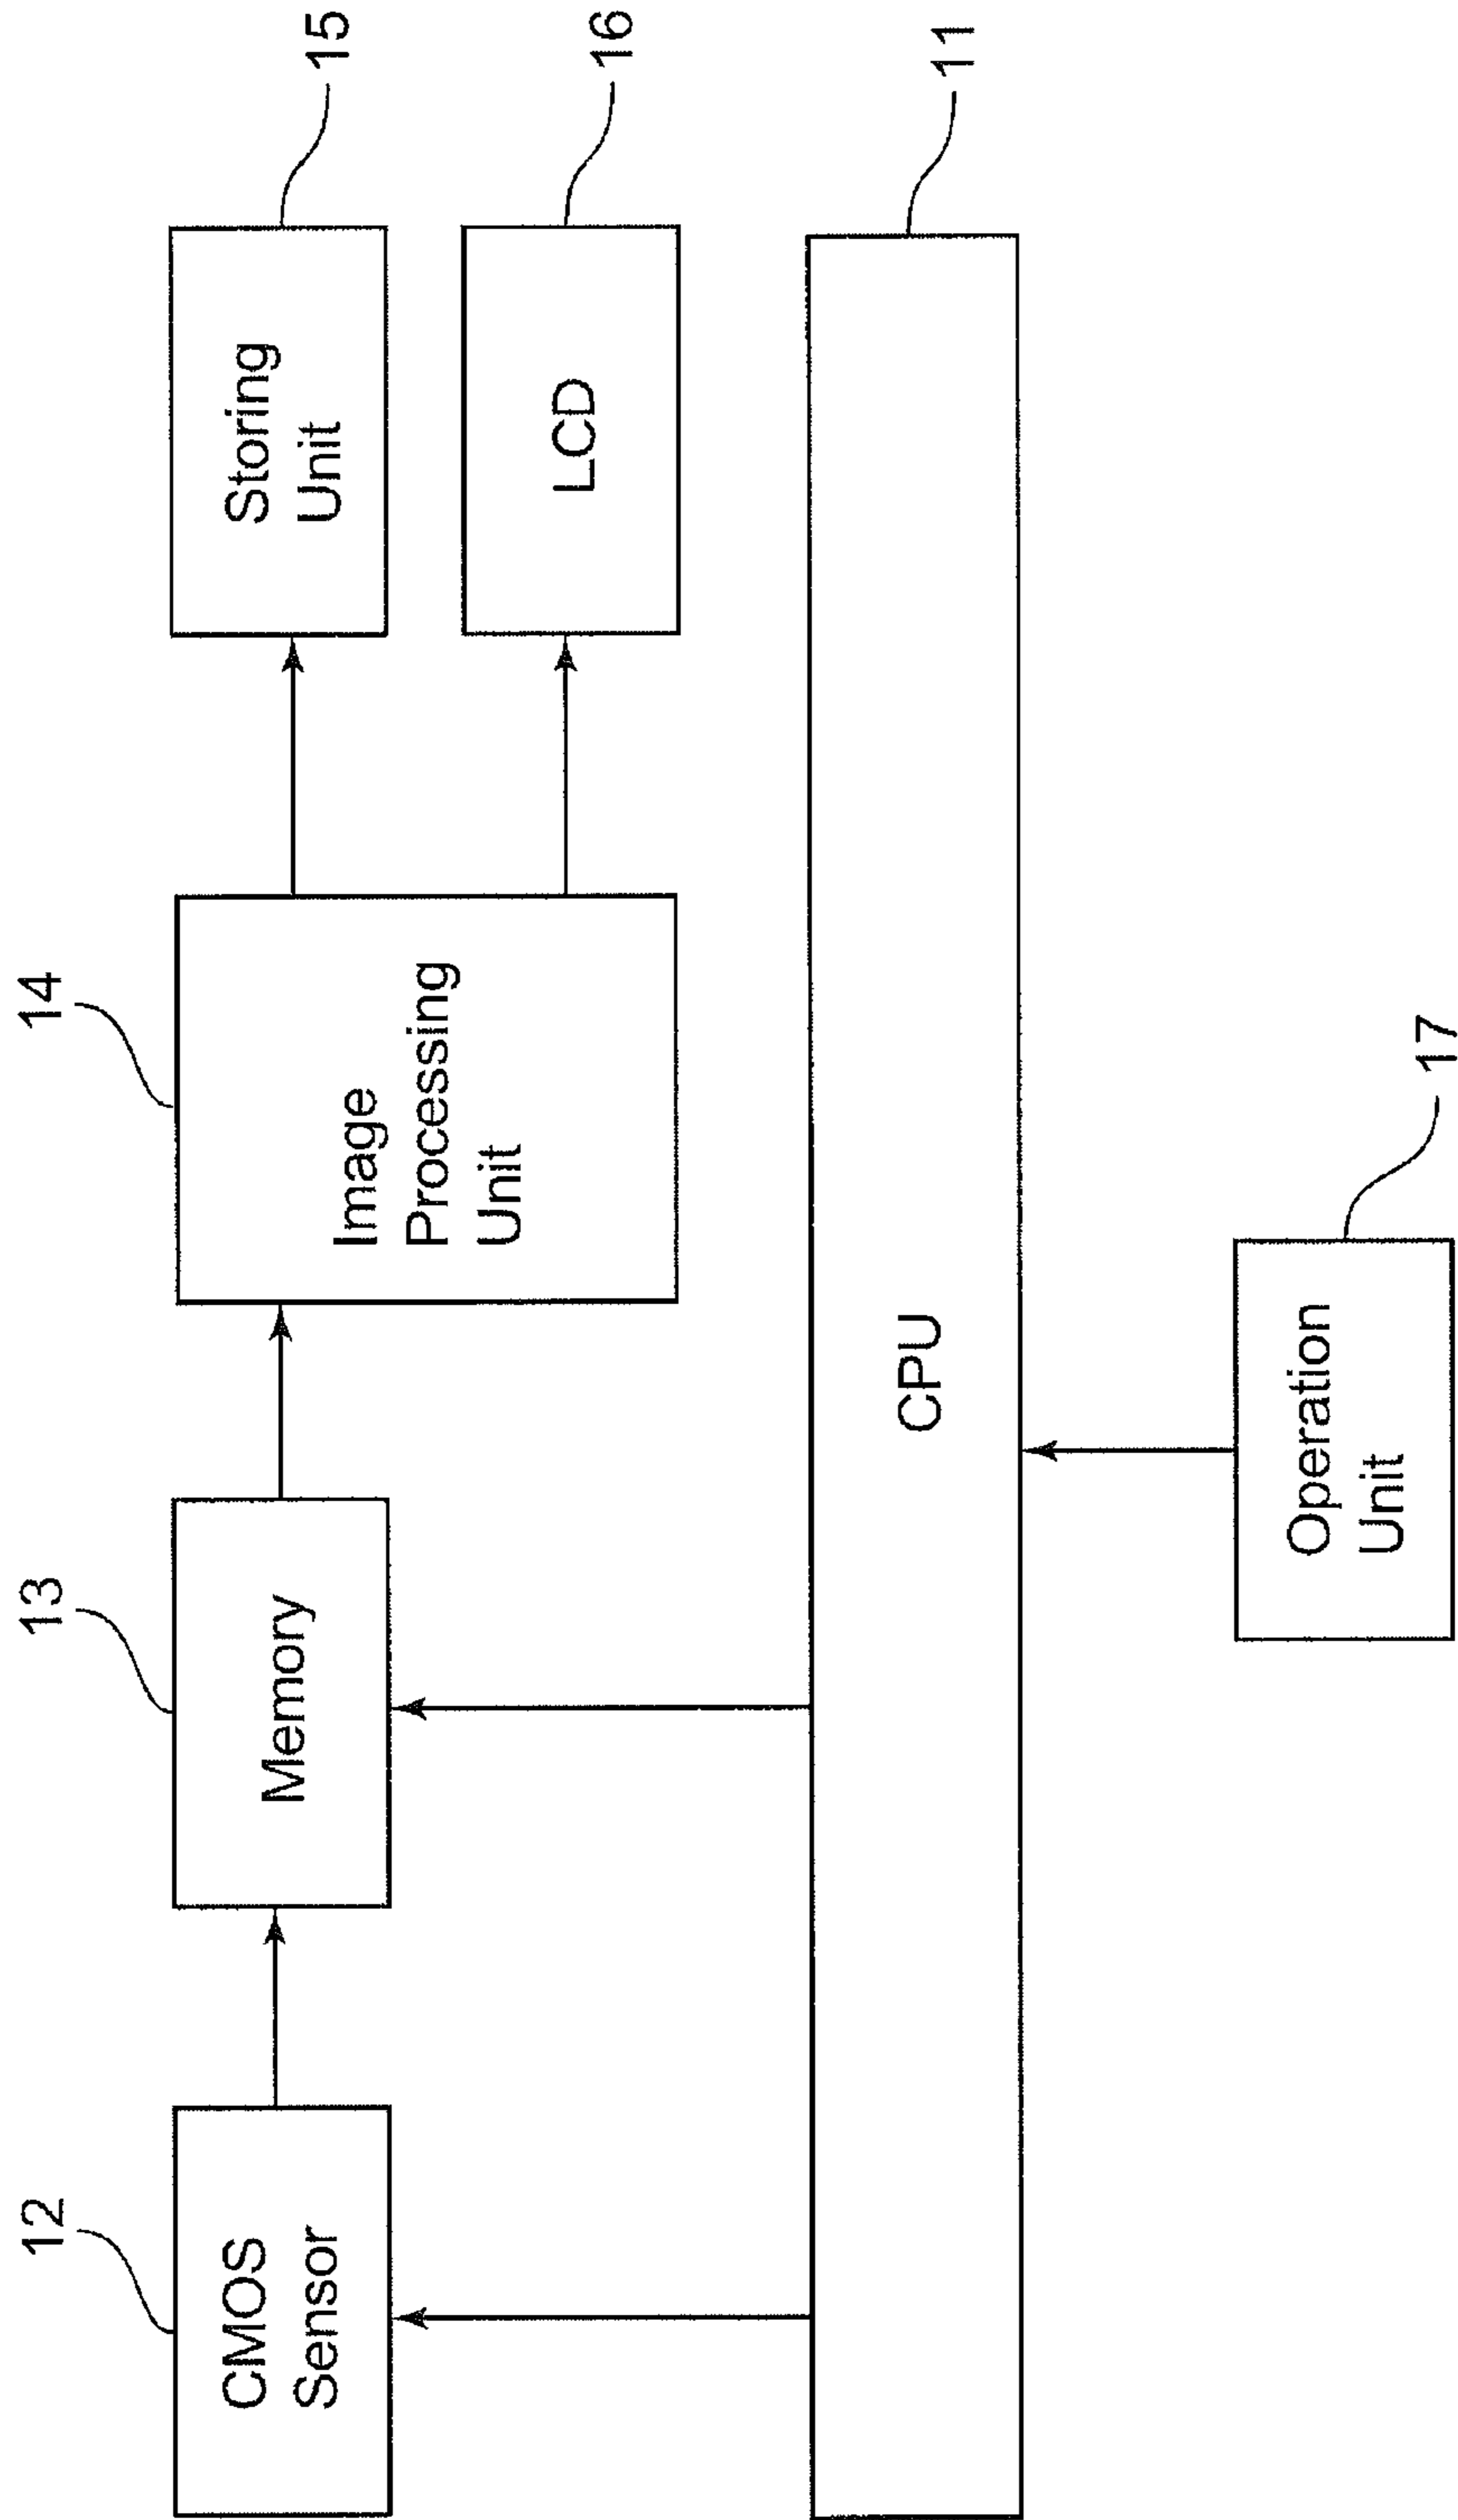 12
13
14
15
CMOS
Sensor
Memory
Image
Processing
Unit
Storing
Unit
16
LCD
11
CPU
17
Operation
Unit